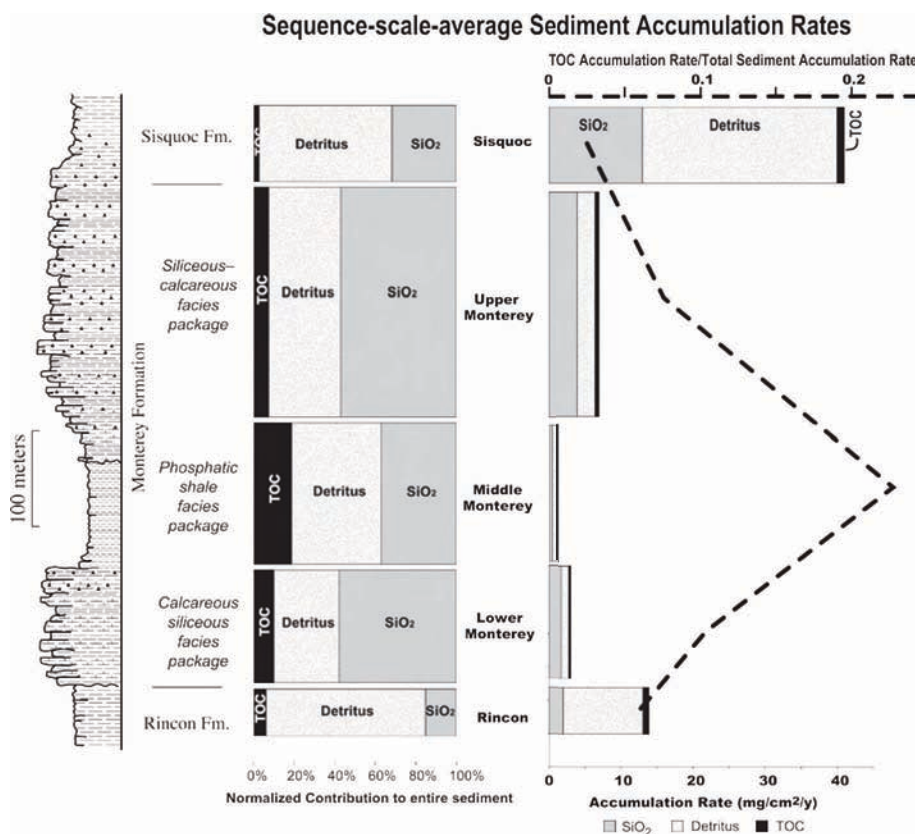 Sequence-scale-average Sediment Accumulation Rates
TOC Accumulation Rate/Total Sediment Accumulation Rate
0 0.1 0.2
Sisquoc Fm.
TOC
Detritus
SiO₂
Sisquoc
SiO₂
Detritus
TOC
Siliceous–
calcareous
facies
package
TOC
Detritus
SiO₂
Upper
Monterey
Monterey Formation
100 meters
Phosphatic
shale
facies
package
TOC
Detritus
SiO₂
Middle
Monterey
Calcareous
siliceous
facies
package
TOC
Detritus
SiO₂
Lower
Monterey
Rincon Fm.
TOC
Detritus
SiO₂
Rincon
0% 20% 40% 60% 80% 100%
Normalized Contribution to entire sediment
0 10 20 30 40
Accumulation Rate (mg/cm²/y)
SiO₂ Detritus TOC